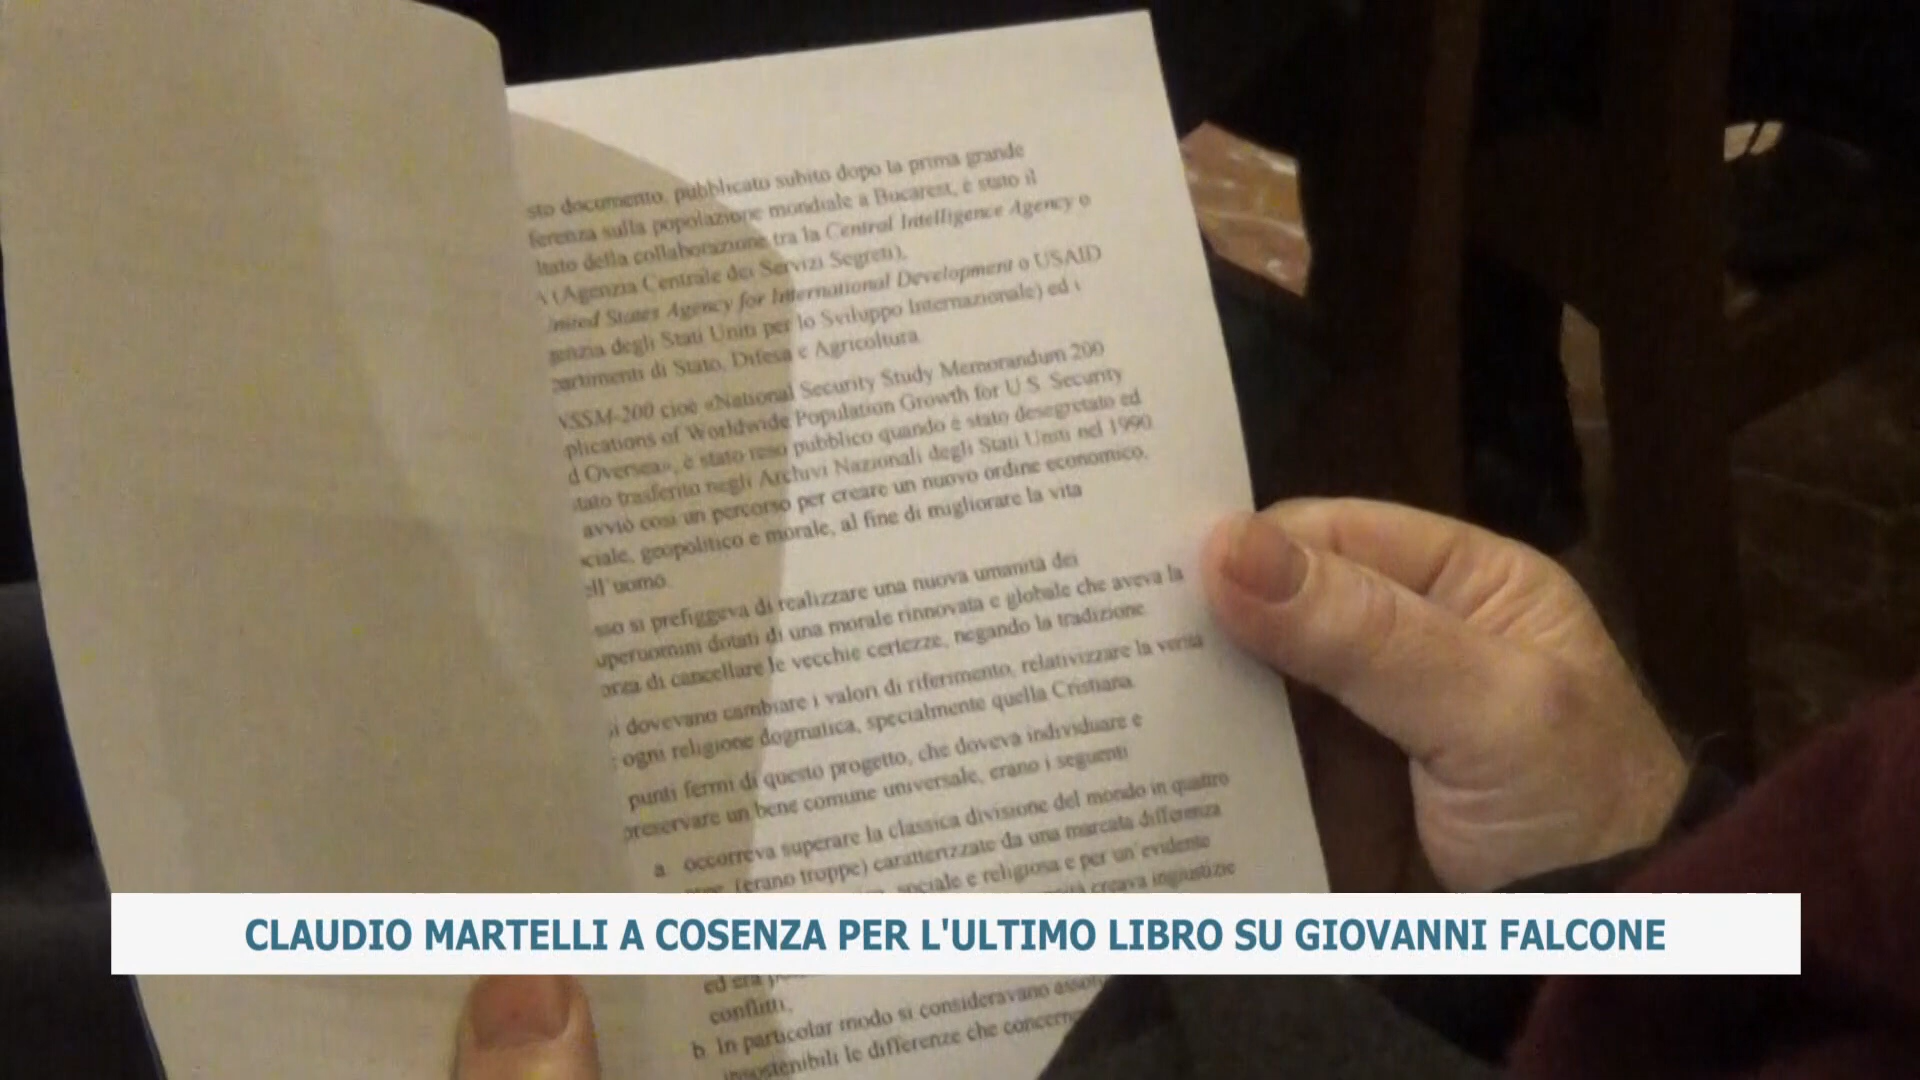 sto documento, pubblicato subito dopo la prima grande
ferenza sulla popolazione mondiale a Bucarest, è stato il
ltato della collaborazione tra la Central Intelligence Agency o
A (Agenzia Centrale dei Servizi Segreti),
nited States Agency for International Development o USAID
genzia degli Stati Uniti per lo Sviluppo Internazionale) ed i
partimenti di Stato, Difesa e Agricoltura.
NSSM-200 cioè «National Security Study Memorandum 200
plications of Worldwide Population Growth for U.S. Security
d Oversea», è stato reso pubblico quando è stato desegretato ed
stato trasferito negli Archivi Nazionali degli Stati Uniti nel 1990
avviò così un percorso per creare un nuovo ordine economico,
ociale, geopolitico e morale, al fine di migliorare la vita
ell'uomo.
sso si prefiggeva di realizzare una nuova umanità dei
uperuomini dotati di una morale rinnovata e globale che aveva la
orza di cancellare le vecchie certezze, negando la tradizione.
si dovevano cambiare i valori di riferimento, relativizzare la verità
ogni religione dogmatica, specialmente quella Cristiana.
punti fermi di questo progetto, che doveva individuare e
preservare un bene comune universale, erano i seguenti
a. occorreva superare la classica divisione del mondo in quattro
(erano troppe) caratterizzate da una marcata differenza
sociale e religiosa e per un'evidente
creava ingiustizie
CLAUDIO MARTELLI A COSENZA PER L'ULTIMO LIBRO SU GIOVANNI FALCONE
ed era
conflitti;
b. In particolar modo si consideravano
insostenibili le differenze che